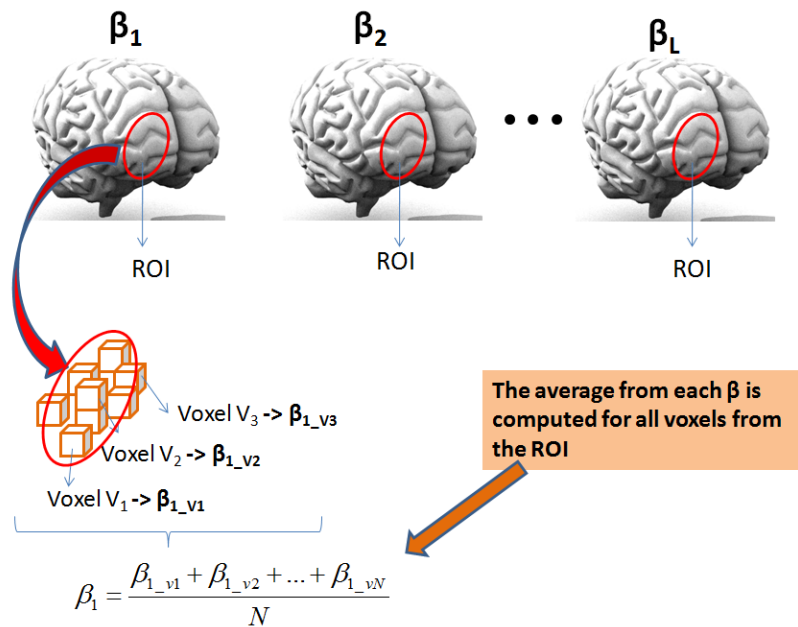 β₁ β₂ β_L
• • •
ROI ROI ROI
Voxel V₃ -> β₁_V3
Voxel V₂ -> β₁_V2
Voxel V₁ -> β₁_V1
The average from each β is
computed for all voxels from
the ROI
β₁ = (β₁_v1 + β₁_v2 + ... + β₁_vN) / N